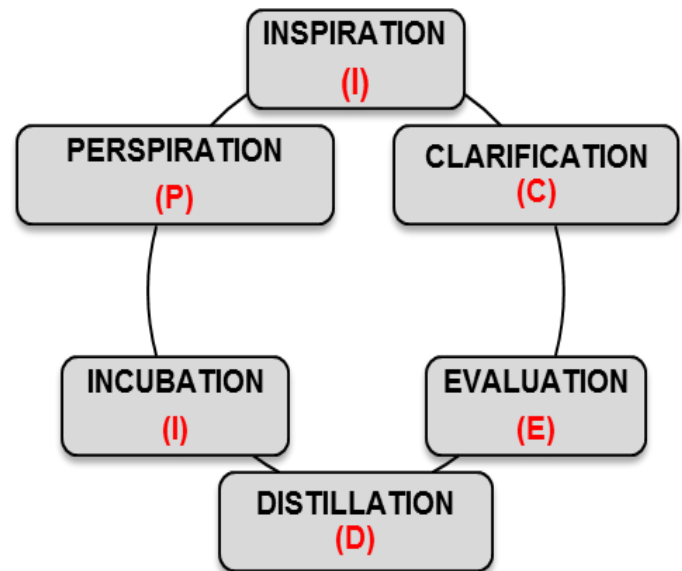 INSPIRATION
(I)
PERSPIRATION
(P)
CLARIFICATION
(C)
INCUBATION
(I)
EVALUATION
(E)
DISTILLATION
(D)